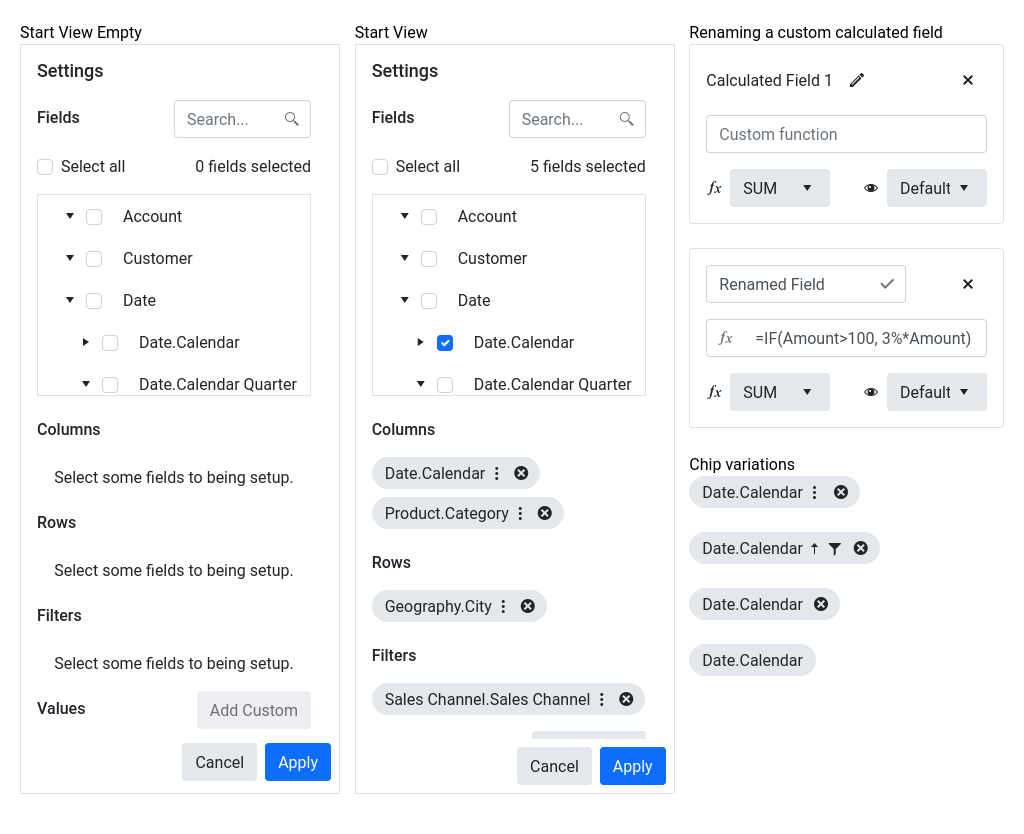 Start View Empty
Settings
Fields
Search...
Select all
0 fields selected
Account
Customer
Date
Date.Calendar
Date.Calendar Quarter
Columns
Select some fields to being setup.
Rows
Select some fields to being setup.
Filters
Select some fields to being setup.
Values
Add Custom
Cancel
Apply
Start View
Settings
Fields
Search...
Select all
5 fields selected
Account
Customer
Date
Date.Calendar
Date.Calendar Quarter
Columns
Date.Calendar
Product.Category
Rows
Geography.City
Filters
Sales Channel.Sales Channel
Cancel
Apply
Renaming a custom calculated field
Calculated Field 1
Custom function
fx SUM
Default
Renamed Field
fx =IF(Amount>100, 3%*Amount)
fx SUM
Default
Chip variations
Date.Calendar
Date.Calendar
Date.Calendar
Date.Calendar